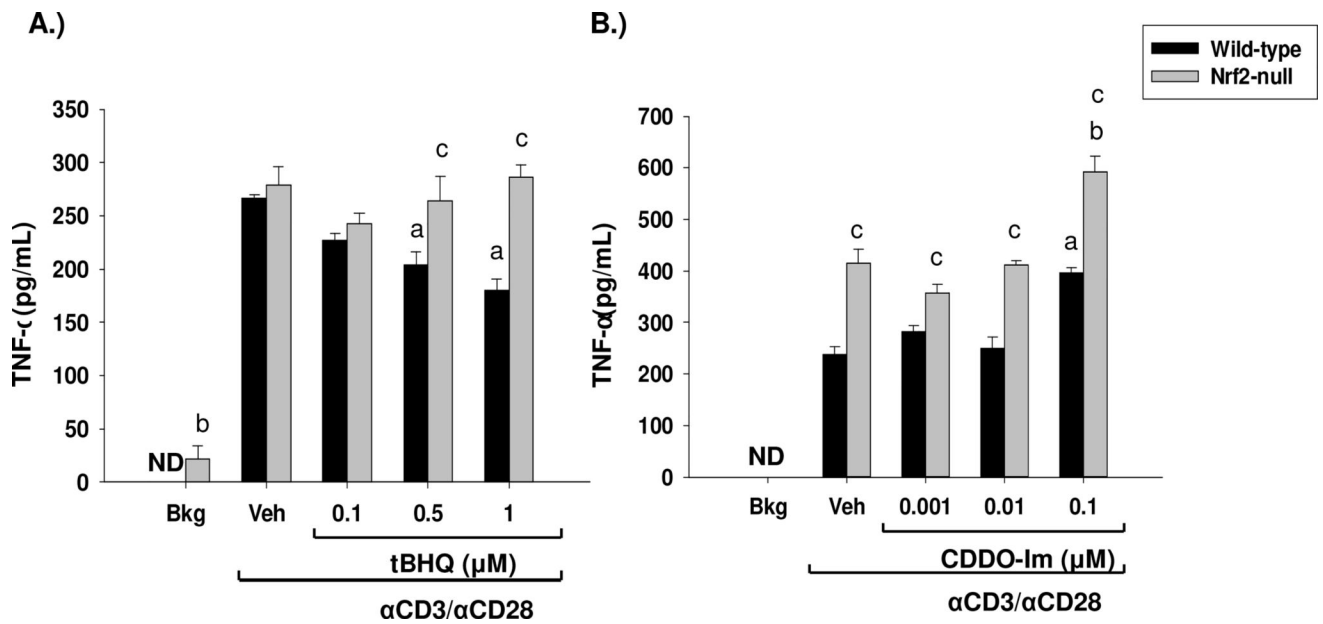 A.)
350
300
250
200
150
100
50
0
TNF-α(pg/mL)
ND
b
a
c
a
c
Bkg Veh 0.1 0.5 1
tBHQ (µM)
αCD3/αCD28
B.)
Wild-type
Nrf2-null
700
600
500
400
300
200
100
0
TNF-α(pg/mL)
ND
c
c
c
a
c
b
Bkg Veh 0.001 0.01 0.1
CDDO-Im (µM)
αCD3/αCD28